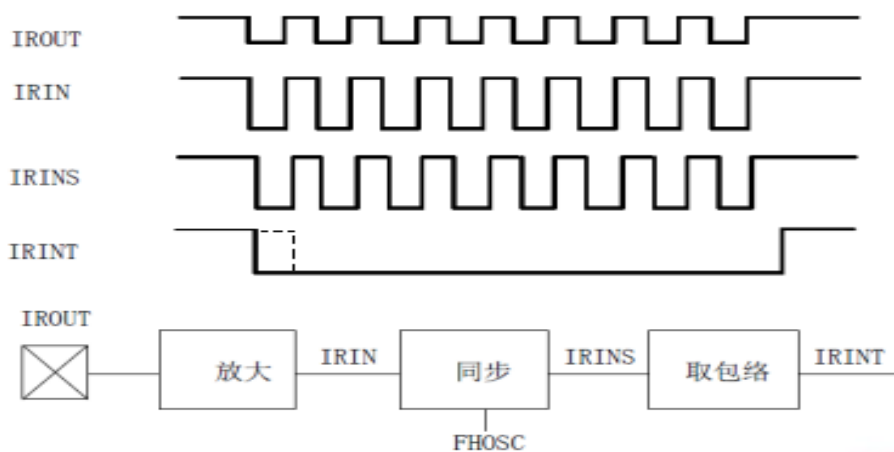 IROUT
IRIN
IRINS
IRINT
IROUT
放大
IRIN
同步
IRINS
取包络
IRINT
FHOSC